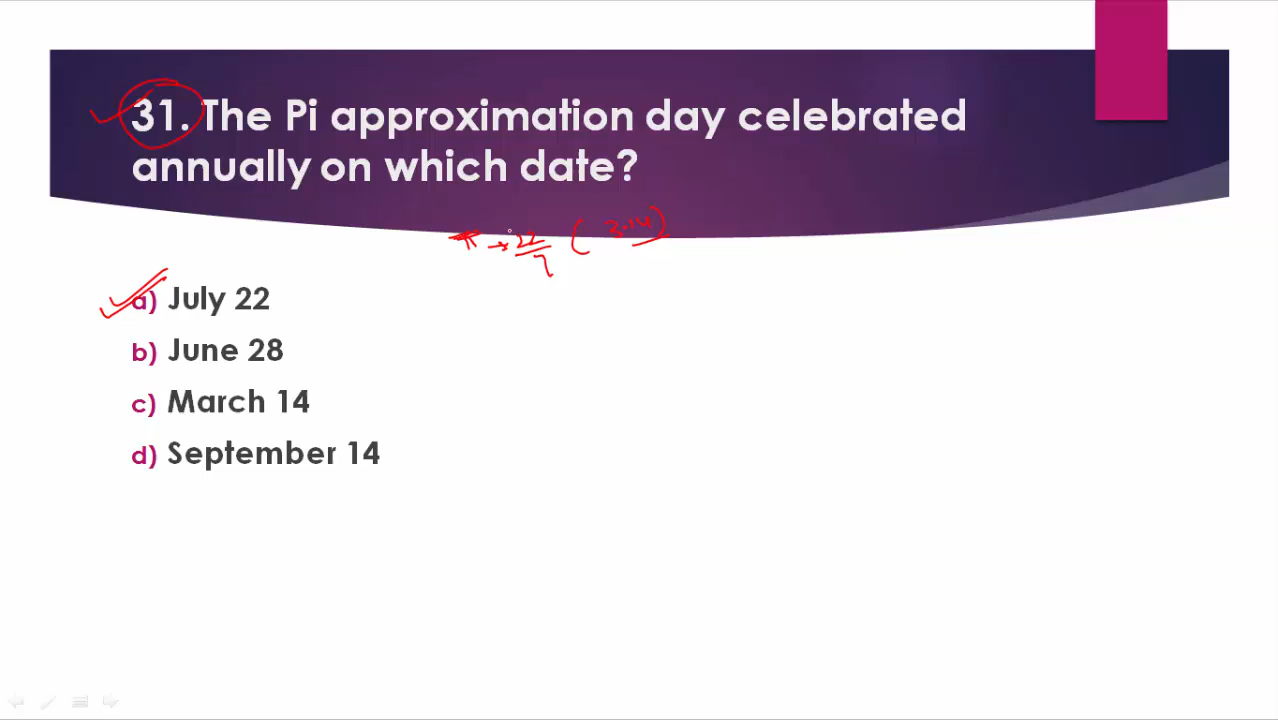 31. The Pi approximation day celebrated
annually on which date?
π → 22/7 (3.14)
a) July 22
b) June 28
c) March 14
d) September 14